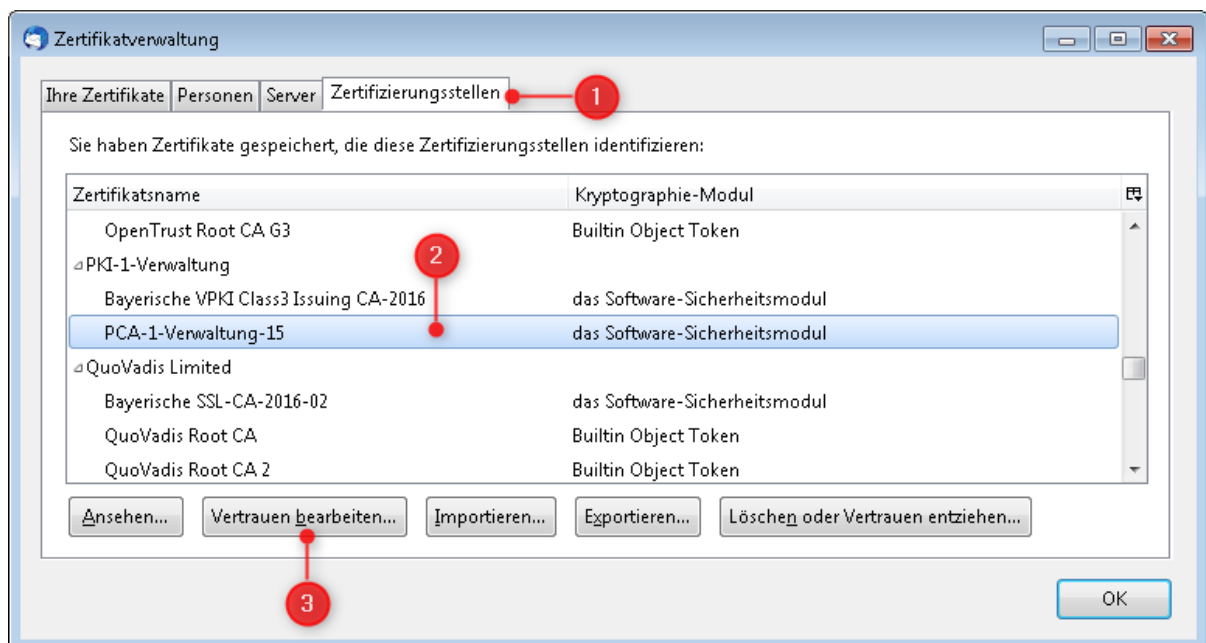 Zertifikatverwaltung
Ihre Zertifikate Personen Server Zertifizierungsstellen 1
Sie haben Zertifikate gespeichert, die diese Zertifizierungsstellen identifizieren:
Zertifikatsname Kryptographie-Modul
OpenTrust Root CA G3 Builtin Object Token
2
PKI-1-Verwaltung
Bayerische VPKI Class3 Issuing CA-2016 das Software-Sicherheitsmodul
PCA-1-Verwaltung-15 das Software-Sicherheitsmodul
QuoVadis Limited
Bayerische SSL-CA-2016-02 das Software-Sicherheitsmodul
QuoVadis Root CA Builtin Object Token
QuoVadis Root CA 2 Builtin Object Token
Ansehen... Vertrauen bearbeiten... Importieren... Exportieren... Löschen oder Vertrauen entziehen...
3
OK